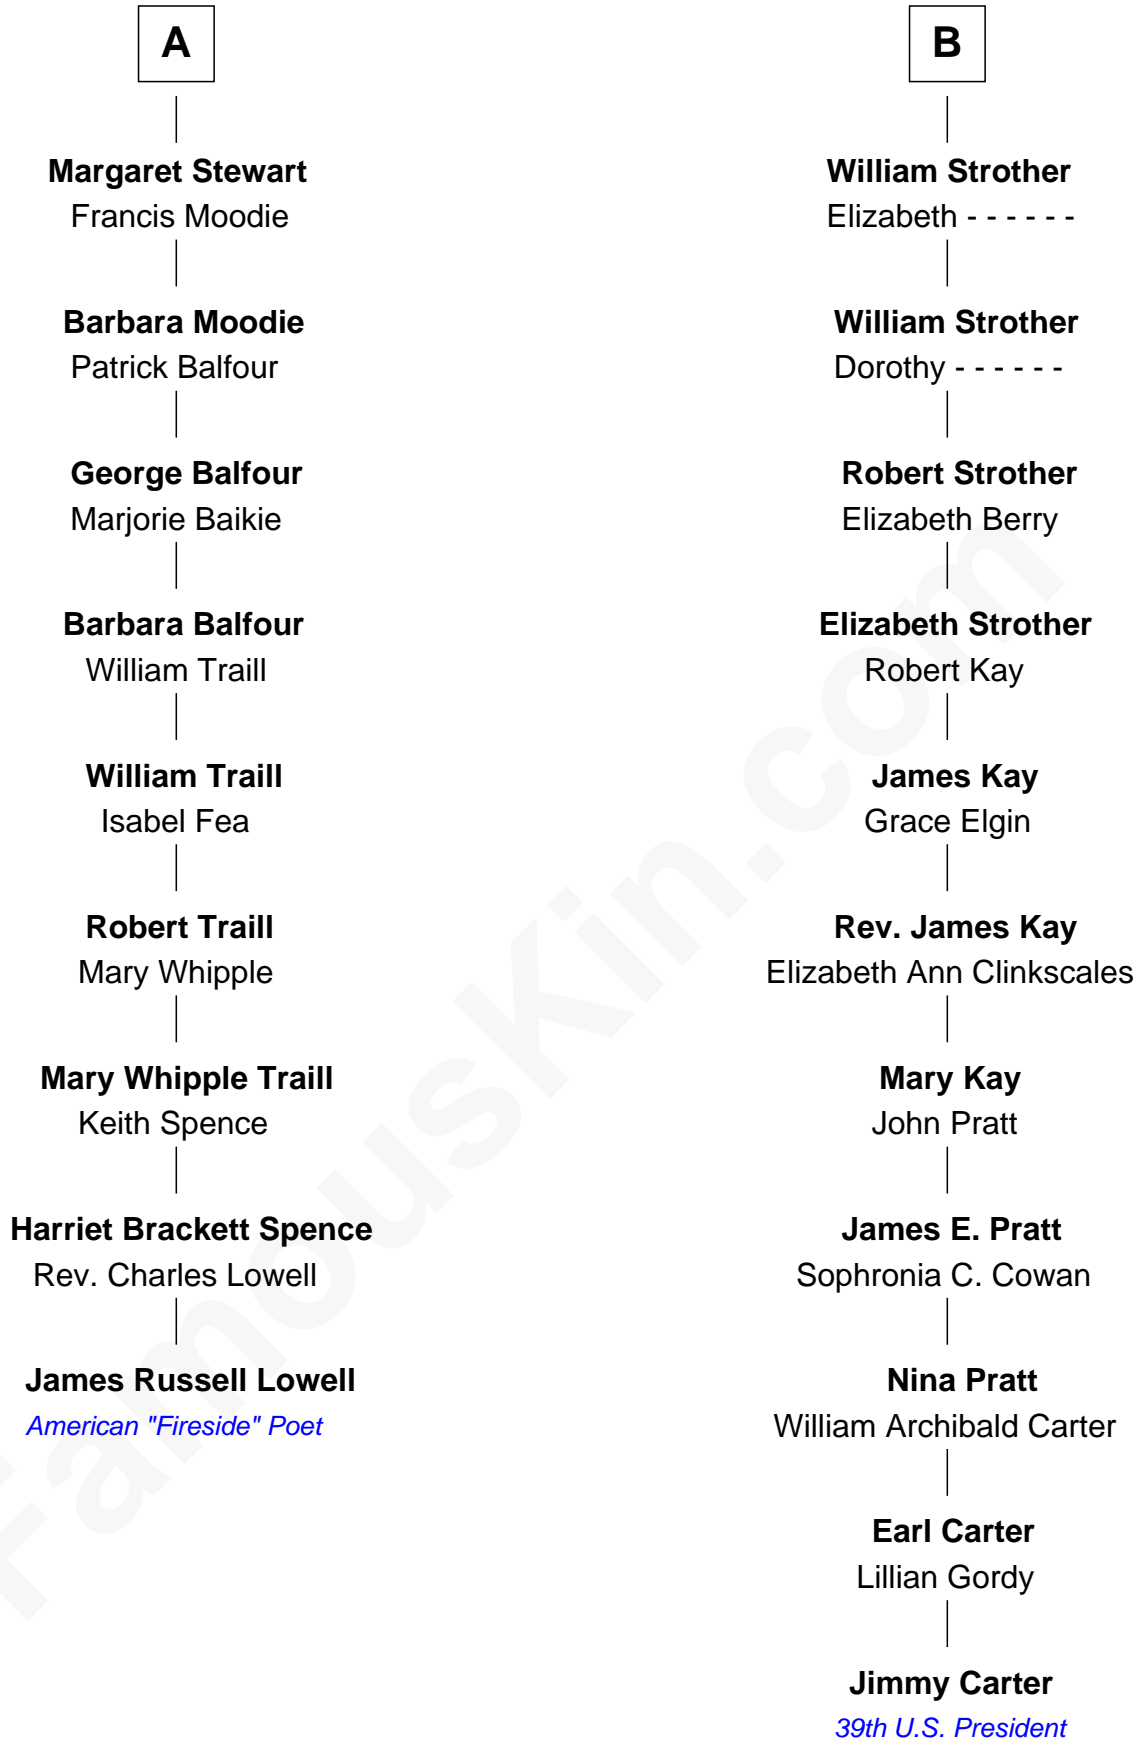 A
Margaret Stewart
Francis Moodie
Barbara Moodie
Patrick Balfour
George Balfour
Marjorie Baikie
Barbara Balfour
William Traill
William Traill
Isabel Fea
Robert Traill
Mary Whipple
Mary Whipple Traill
Keith Spence
Harriet Brackett Spence
Rev. Charles Lowell
James Russell Lowell
American "Fireside" Poet
B
William Strother
Elizabeth - - - - - -
William Strother
Dorothy - - - - - -
Robert Strother
Elizabeth Berry
Elizabeth Strother
Robert Kay
James Kay
Grace Elgin
Rev. James Kay
Elizabeth Ann Clinkscales
Mary Kay
John Pratt
James E. Pratt
Sophronia C. Cowan
Nina Pratt
William Archibald Carter
Earl Carter
Lillian Gordy
Jimmy Carter
39th U.S. President
FamousKin.com